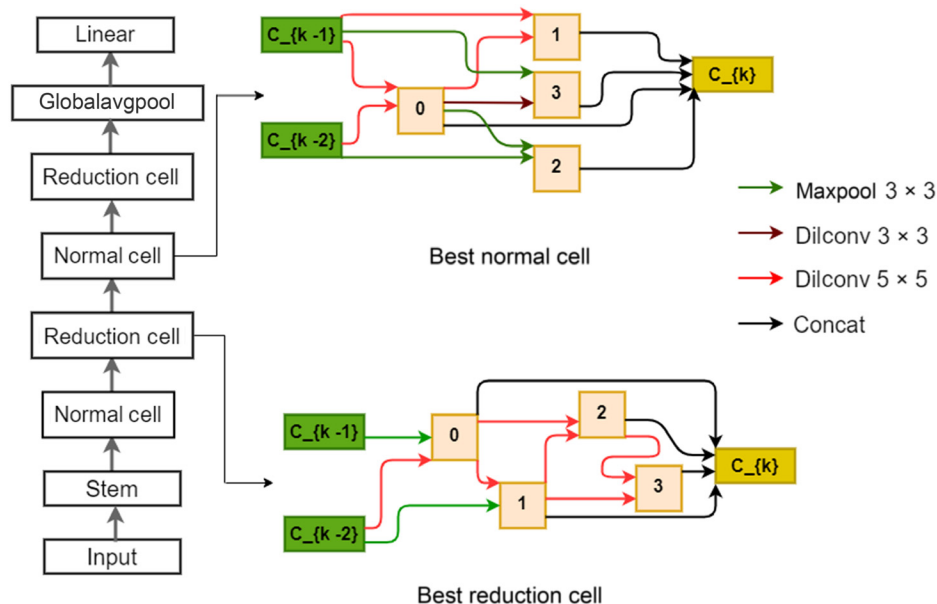 Linear
Globalavgpool
Reduction cell
Normal cell
Reduction cell
Normal cell
Stem
Input
C_{k -1}
C_{k -2}
0
1
3
2
C_{k}
Best normal cell
Maxpool 3 × 3
Dilconv 3 × 3
Dilconv 5 × 5
Concat
C_{k -1}
C_{k -2}
0
1
2
3
C_{k}
Best reduction cell